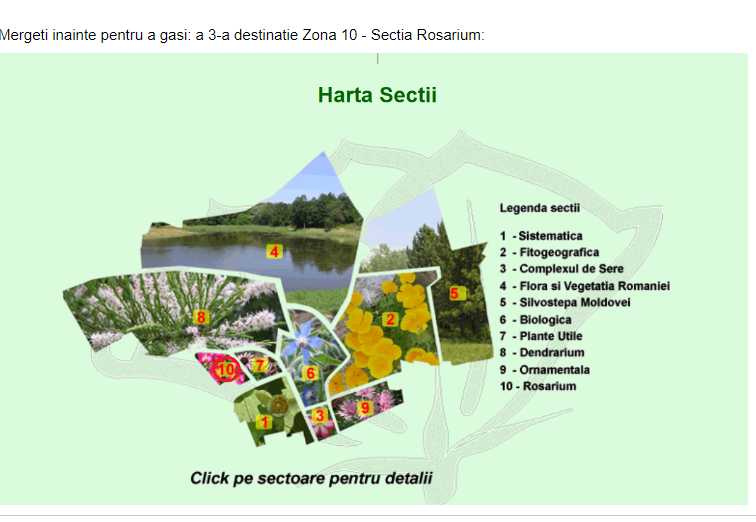 Mergeti inainte pentru a gasi: a 3-a destinatie Zona 10 - Sectia Rosarium:
Harta Sectii
Legenda sectii
1 - Sistematica
2 - Fitogeografica
3 - Complexul de Sere
4 - Flora si Vegetatia Romaniei
5 - Silvostepa Moldovei
6 - Biologica
7 - Plante Utile
8 - Dendrarium
9 - Ornamentala
10 - Rosarium
4
5
8
2
10
7
6
1
3
9
Click pe sectoare pentru detalii